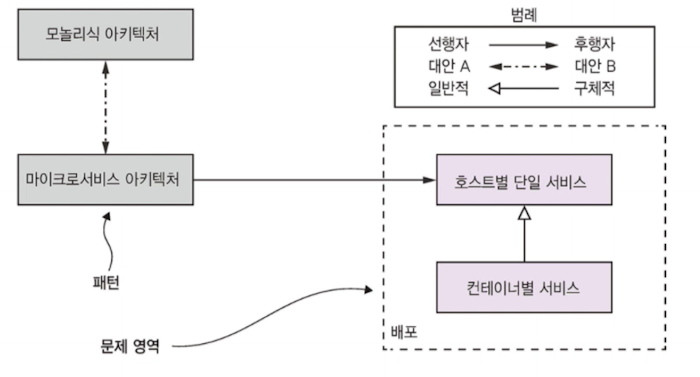 모놀리식 아키텍처
범례
선행자 후행자
대안 A 대안 B
일반적 구체적
마이크로서비스 아키텍처
호스트별 단일 서비스
패턴
컨테이너별 서비스
배포
문제 영역